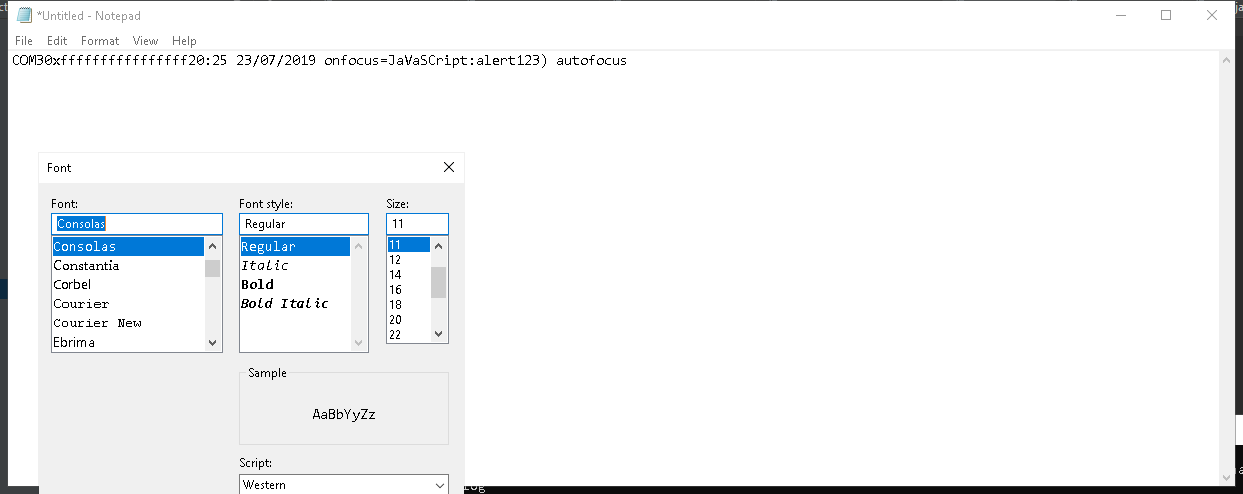 *Untitled - Notepad
File Edit Format View Help
COM30xffffffffffffffff20:25 23/07/2019 onfocus=JaVaSCript:alert123) autofocus
Font
Font: Font style: Size:
Consolas Regular 11
Consolas Regular 11
Constantia Italic 12
Corbel Bold 14
Courier Bold Italic 16
Courier New 18
Ebrima 20
22
Sample
AaBbYyZz
Script:
Western